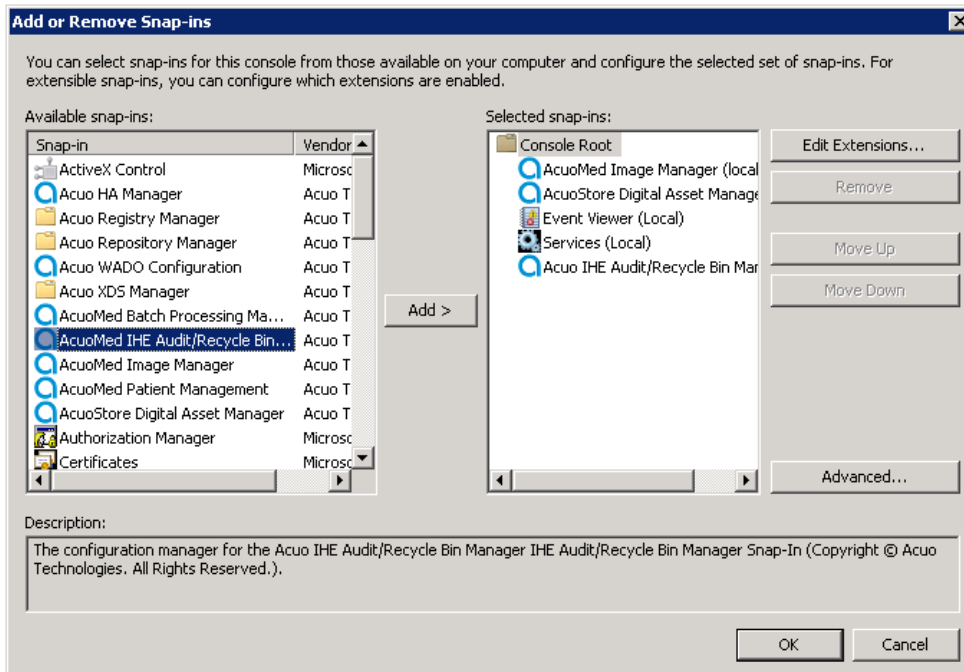 Add or Remove Snap-ins
You can select snap-ins for this console from those available on your computer and configure the selected set of snap-ins. For
extensible snap-ins, you can configure which extensions are enabled.
Available snap-ins:
Snap-in Vendor
ActiveX Control Microsc
Acuo HA Manager Acuo T
Acuo Registry Manager Acuo T
Acuo Repository Manager Acuo T
Acuo WADO Configuration Acuo T
Acuo XDS Manager Acuo T
AcuoMed Batch Processing Ma... Acuo T
AcuoMed IHE Audit/Recycle Bin... Acuo T
AcuoMed Image Manager Acuo T
AcuoMed Patient Management Acuo T
AcuoStore Digital Asset Manager Acuo T
Authorization Manager Microsc
Certificates Microsc
Add >
Selected snap-ins:
Console Root
AcuoMed Image Manager (local
AcuoStore Digital Asset Manage
Event Viewer (Local)
Services (Local)
Acuo IHE Audit/Recycle Bin Mar
Edit Extensions...
Remove
Move Up
Move Down
Advanced...
Description:
The configuration manager for the Acuo IHE Audit/Recycle Bin Manager IHE Audit/Recycle Bin Manager Snap-In (Copyright © Acuo
Technologies. All Rights Reserved.).
OK
Cancel